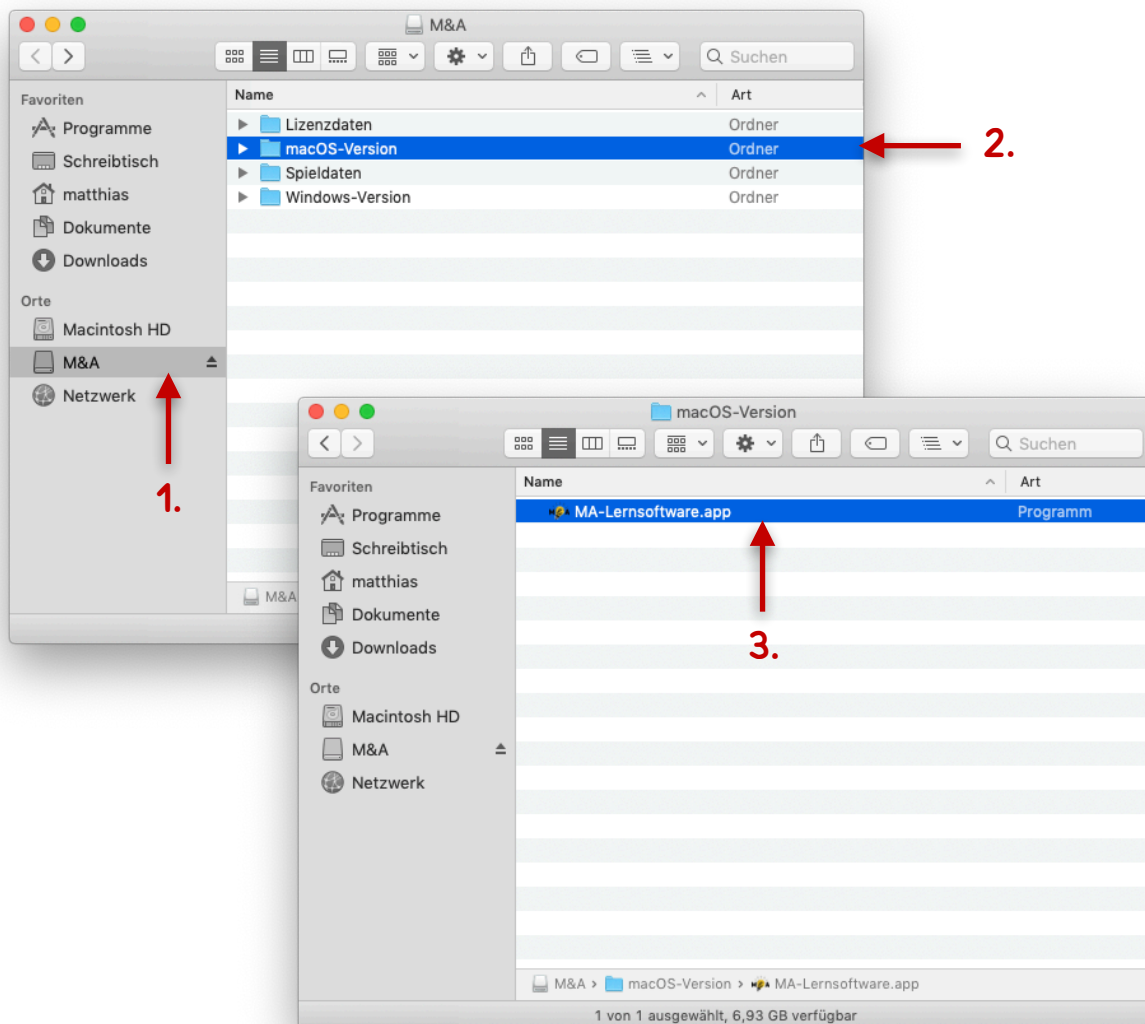 M&A
Suchen
Favoriten
Programme
Schreibtisch
matthias
Dokumente
Downloads
Orte
Macintosh HD
M&A
Netzwerk
Name Art
Lizenzdaten Ordner
macOS-Version Ordner
Spieldaten Ordner
Windows-Version Ordner
M&A
1.
2.
macOS-Version
Suchen
Favoriten
Programme
Schreibtisch
matthias
Dokumente
Downloads
Orte
Macintosh HD
M&A
Netzwerk
Name Art
MA-Lernsoftware.app Programm
3.
M&A › macOS-Version › MA-Lernsoftware.app
1 von 1 ausgewählt, 6,93 GB verfügbar